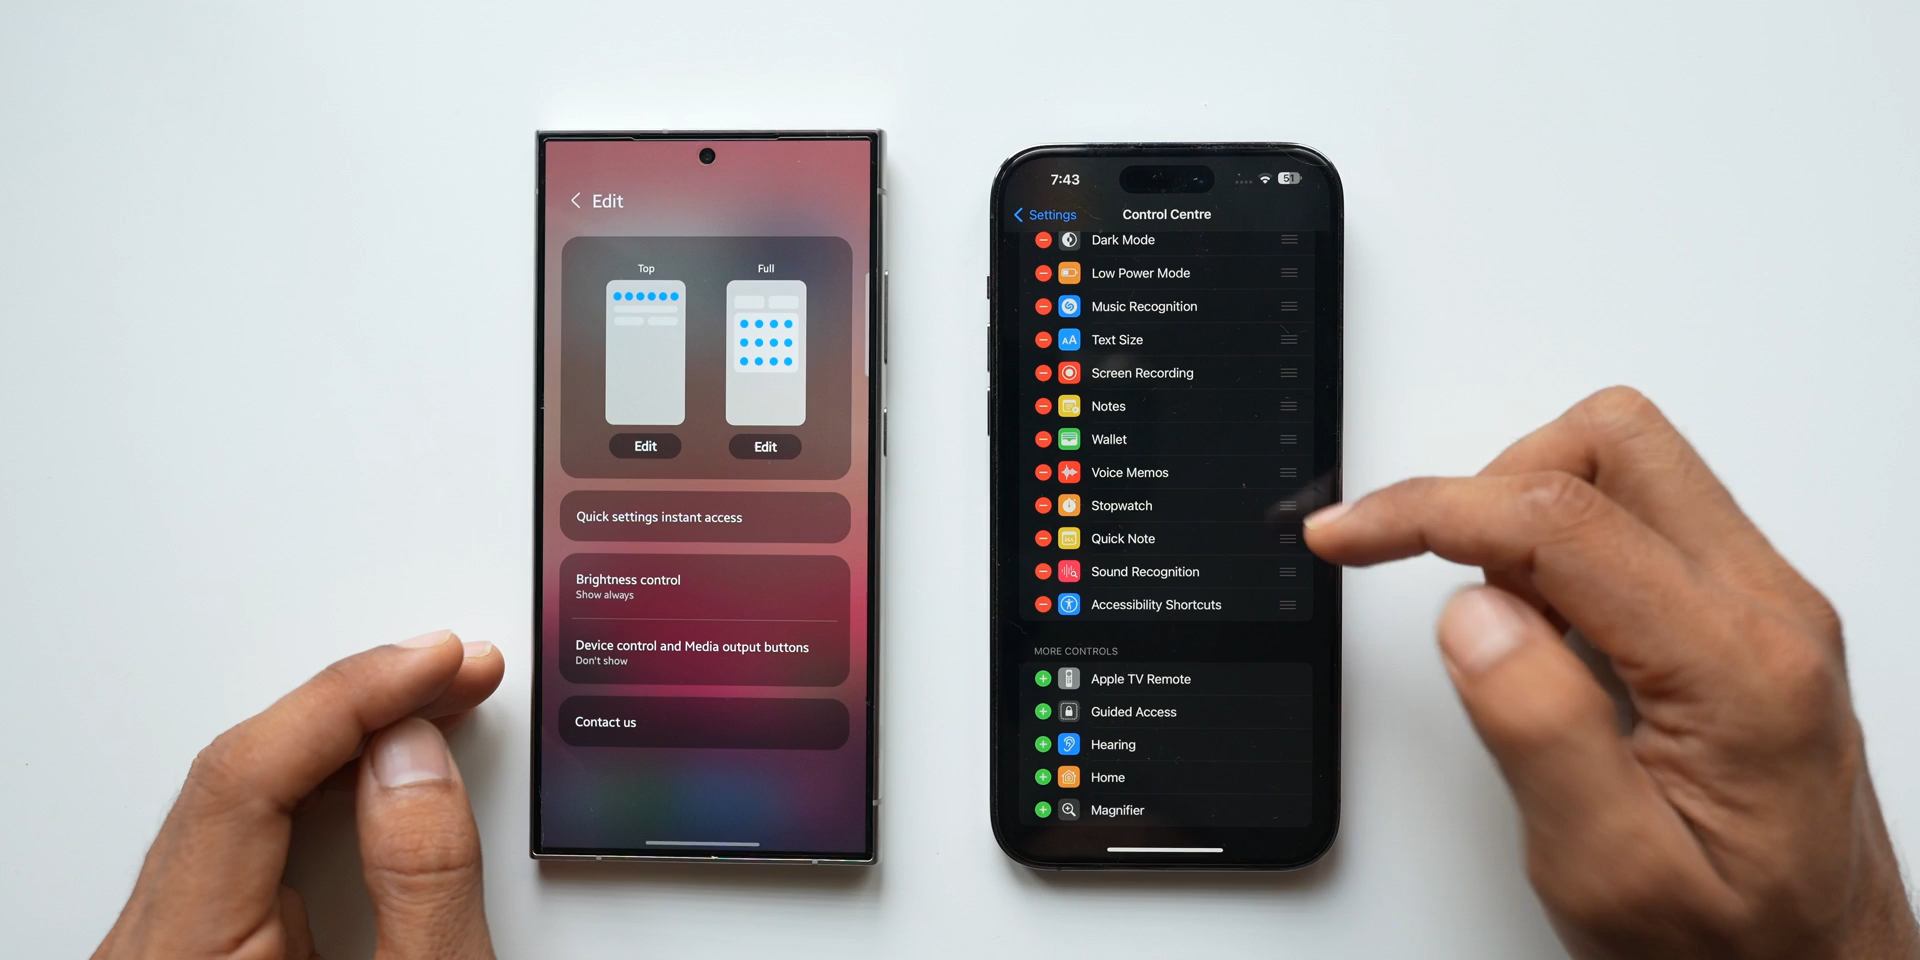 Edit
Top
Full
Edit
Edit
Quick settings instant access
Brightness control
Show always
Device control and Media output buttons
Don't show
Contact us
7:43
51
Settings
Control Centre
Dark Mode
Low Power Mode
Music Recognition
AA
Text Size
Screen Recording
Notes
Wallet
Voice Memos
Stopwatch
Quick Note
Sound Recognition
Accessibility Shortcuts
MORE CONTROLS
Apple TV Remote
Guided Access
Hearing
Home
Magnifier